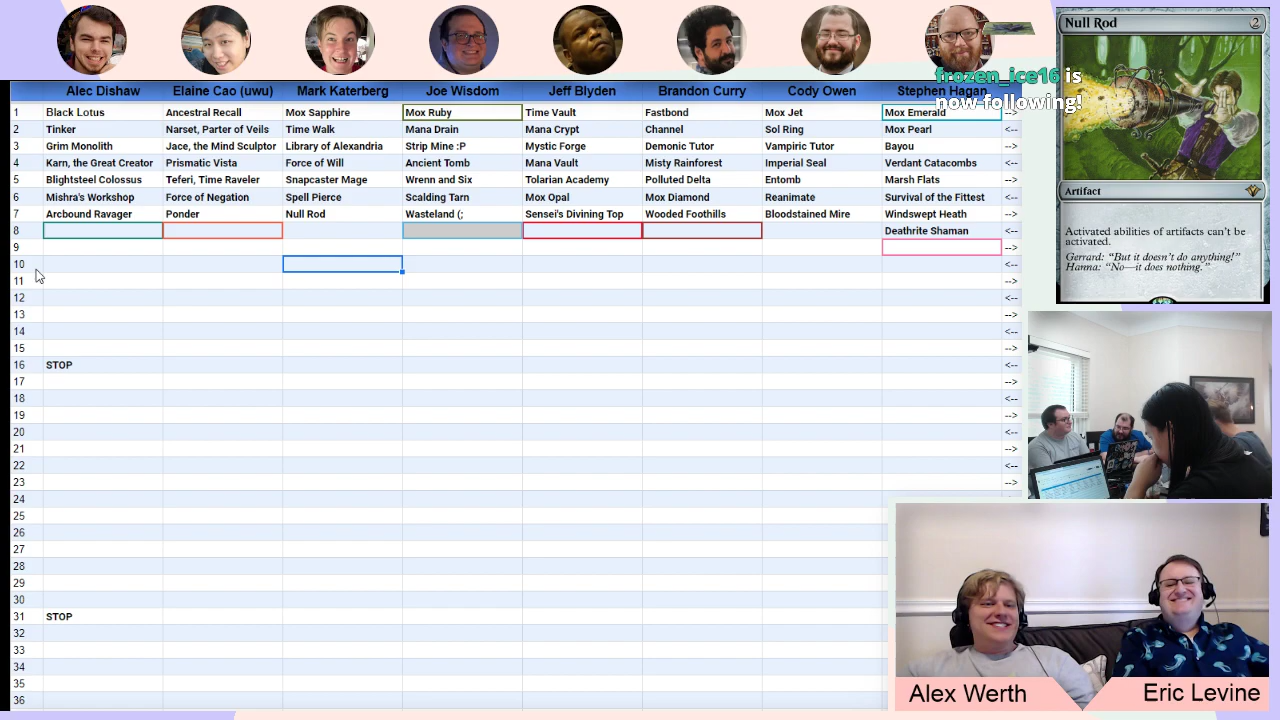 Alec Dishaw Elaine Cao (uwu) Mark Katerberg Joe Wisdom Jeff Blyden Brandon Curry Cody Owen Stephen Hagan
1 Black Lotus Ancestral Recall Mox Sapphire Mox Ruby Time Vault Fastbond Mox Jet Mox Emerald -->
2 Tinker Narset, Parter of Veils Time Walk Mana Drain Mana Crypt Channel Sol Ring Mox Pearl <--
3 Grim Monolith Jace, the Mind Sculptor Library of Alexandria Strip Mine :P Mystic Forge Demonic Tutor Vampiric Tutor Bayou -->
4 Karn, the Great Creator Prismatic Vista Force of Will Ancient Tomb Mana Vault Misty Rainforest Imperial Seal Verdant Catacombs <--
5 Blightsteel Colossus Teferi, Time Raveler Snapcaster Mage Wrenn and Six Tolarian Academy Polluted Delta Entomb Marsh Flats -->
6 Mishra's Workshop Force of Negation Spell Pierce Scalding Tarn Mox Opal Mox Diamond Reanimate Survival of the Fittest <--
7 Arcbound Ravager Ponder Null Rod Wasteland (; Sensei's Divining Top Wooded Foothills Bloodstained Mire Windswept Heath -->
8 Deathrite Shaman <--
9 -->
10 <--
11 -->
12 <--
13 -->
14 <--
15 -->
16 STOP <--
17 -->
18 <--
19 -->
20 <--
21 -->
22 <--
23 -->
24
25
26
27
28
29
30
31 STOP
32
33
34
35
36
frozen_ice16 is
now following!
Null Rod 2
Artifact
Activated abilities of artifacts can't be
activated.
Gerrard: "But it doesn't do anything!"
Hanna: "No—it does nothing."
Alex Werth
Eric Levine